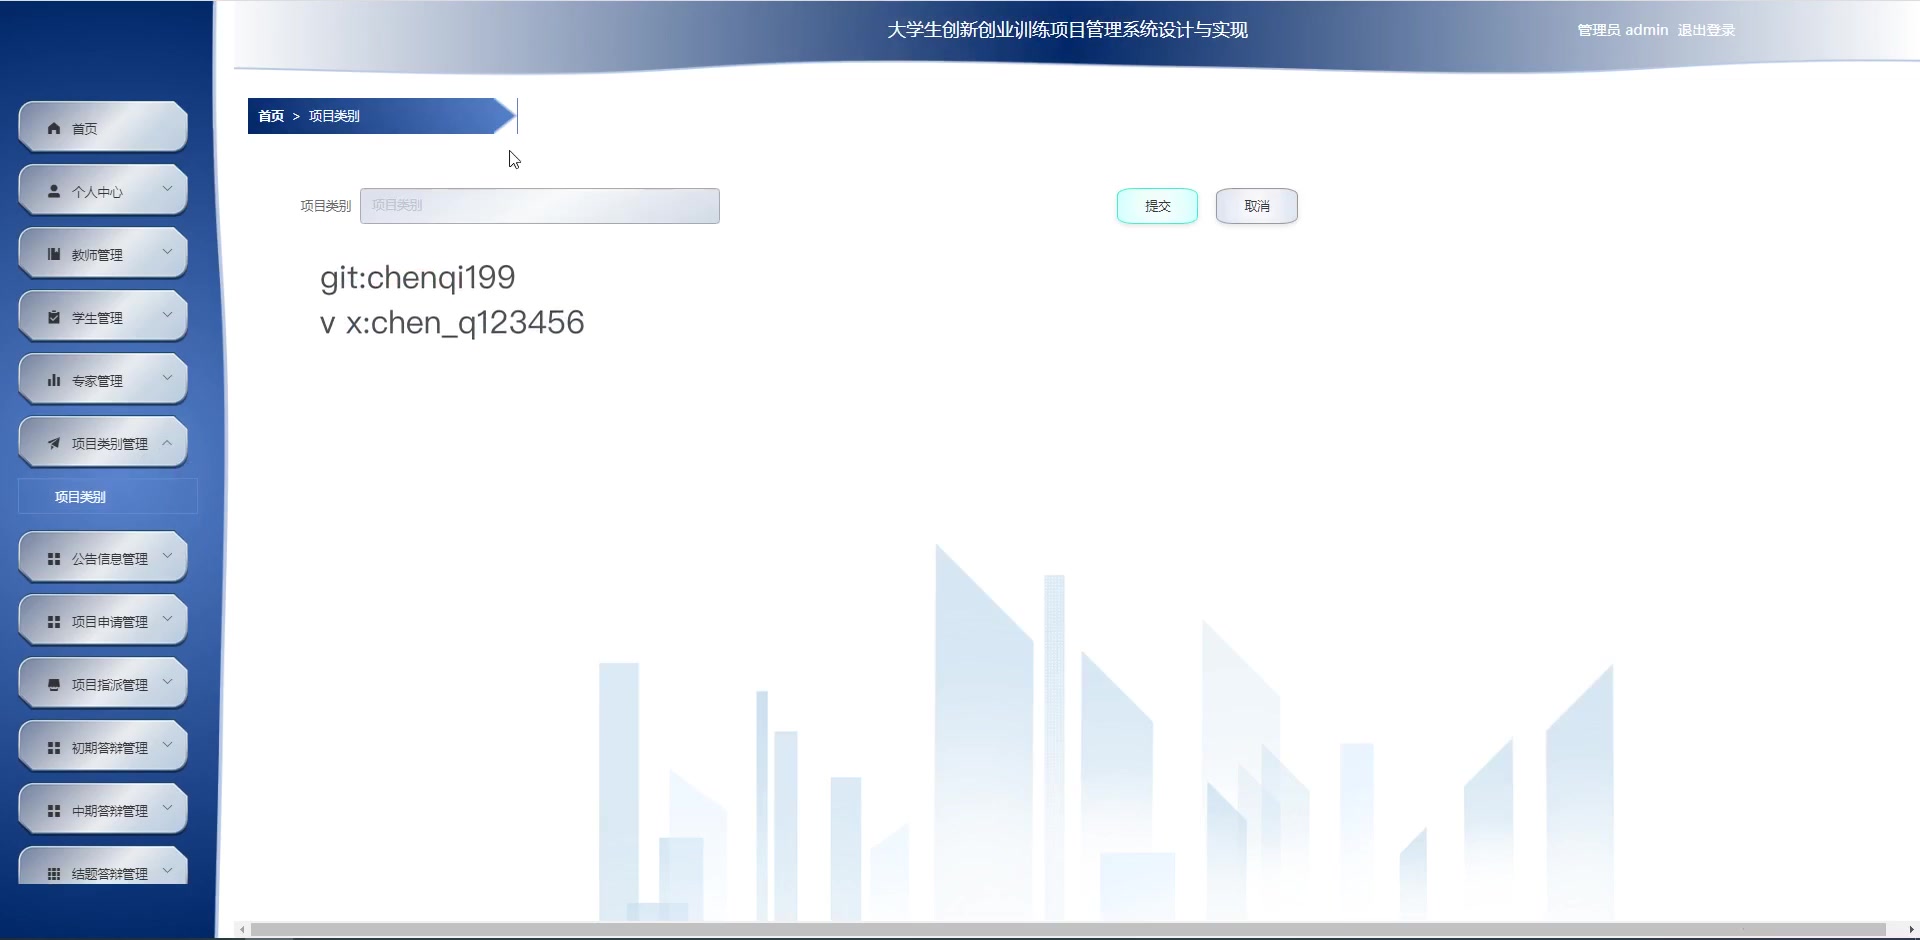 大学生创新创业训练项目管理系统设计与实现
管理员 admin 退出登录
首页 > 项目类别
首页
个人中心
教师管理
学生管理
专家管理
项目类别管理
项目类别
公告信息管理
项目申请管理
项目指派管理
初期答辩管理
中期答辩管理
结题答辩管理
项目类别 项目类别
提交 取消
git:chenqi199
v x:chen_q123456